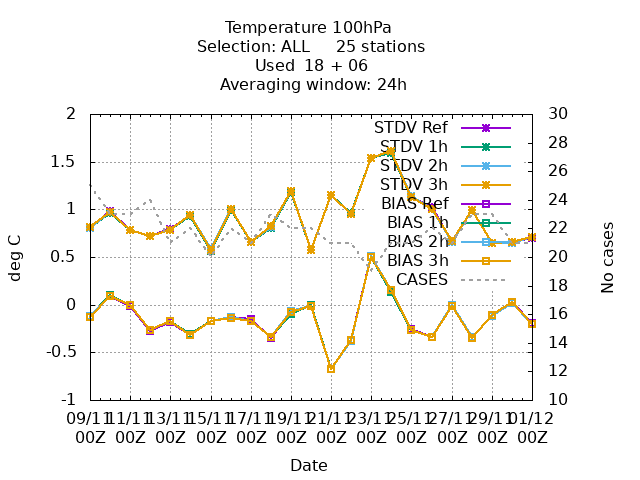 Temperature 100hPa
Selection: ALL     25 stations
Used  18 + 06
Averaging window: 24h
deg C
2
1.5
1
0.5
0
-0.5
-1
30
28
26
24
22
20
18
16
14
12
10
No cases
STDV Ref
STDV 1h
STDV 2h
STDV 3h
BIAS Ref
BIAS 1h
BIAS 2h
BIAS 3h
CASES
09/11 11/11 13/11 15/11 17/11 19/11 21/11 23/11 25/11 27/11 29/11 01/12
00Z 00Z 00Z 00Z 00Z 00Z 00Z 00Z 00Z 00Z 00Z 00Z
Date